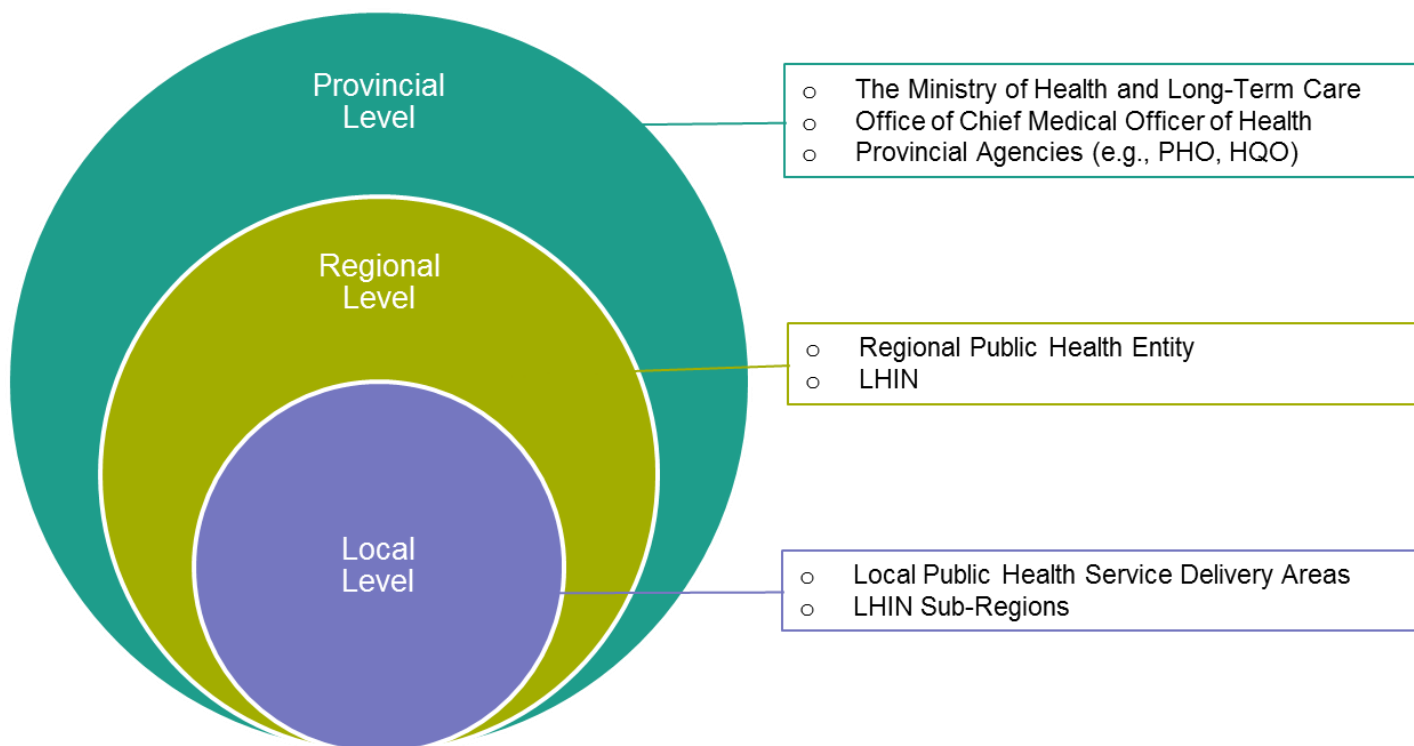 Provincial
Level
o The Ministry of Health and Long-Term Care
o Office of Chief Medical Officer of Health
o Provincial Agencies (e.g., PHO, HQO)
Regional
Level
o Regional Public Health Entity
o LHIN
Local
Level
o Local Public Health Service Delivery Areas
o LHIN Sub-Regions